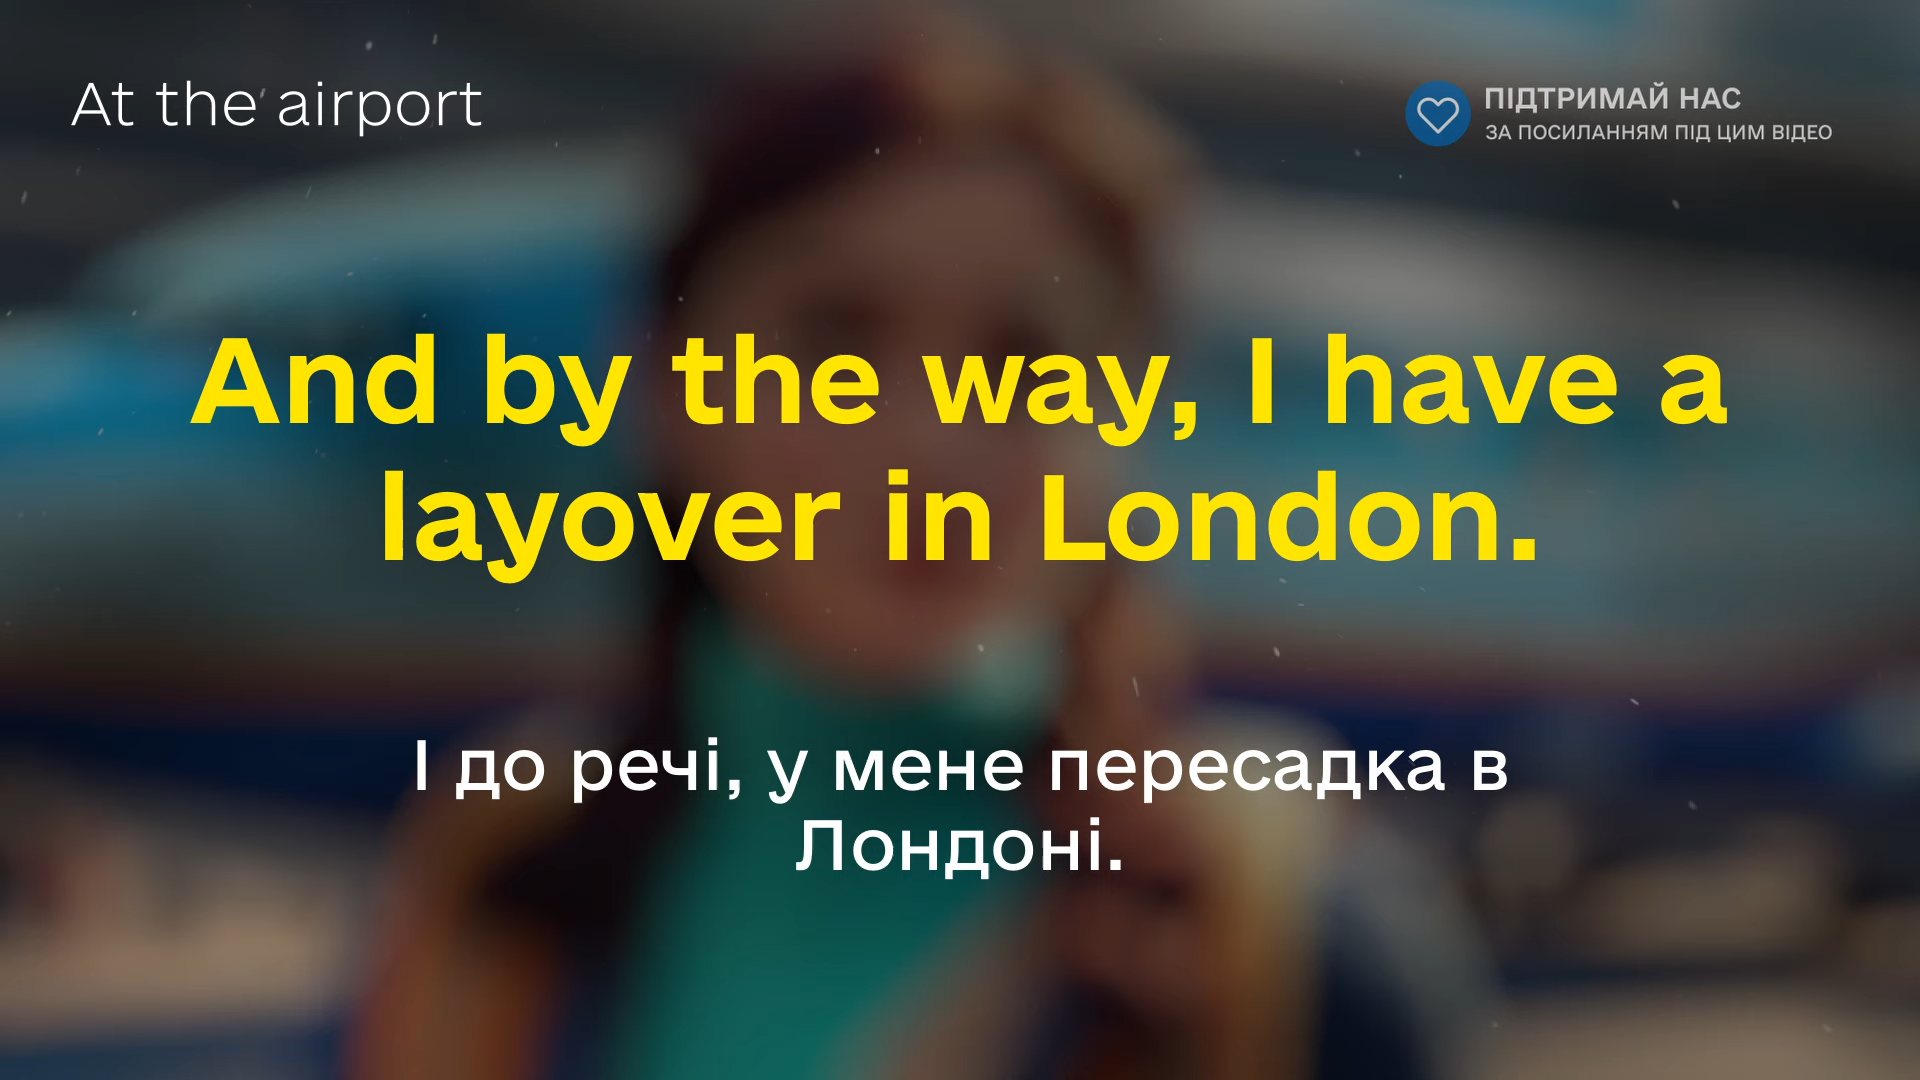 At the airport
ПІДТРИМАЙ НАС
ЗА ПОСИЛАННЯМ ПІД ЦИМ ВІДЕО
And by the way, I have a
layover in London.
І до речі, у мене пересадка в
Лондоні.